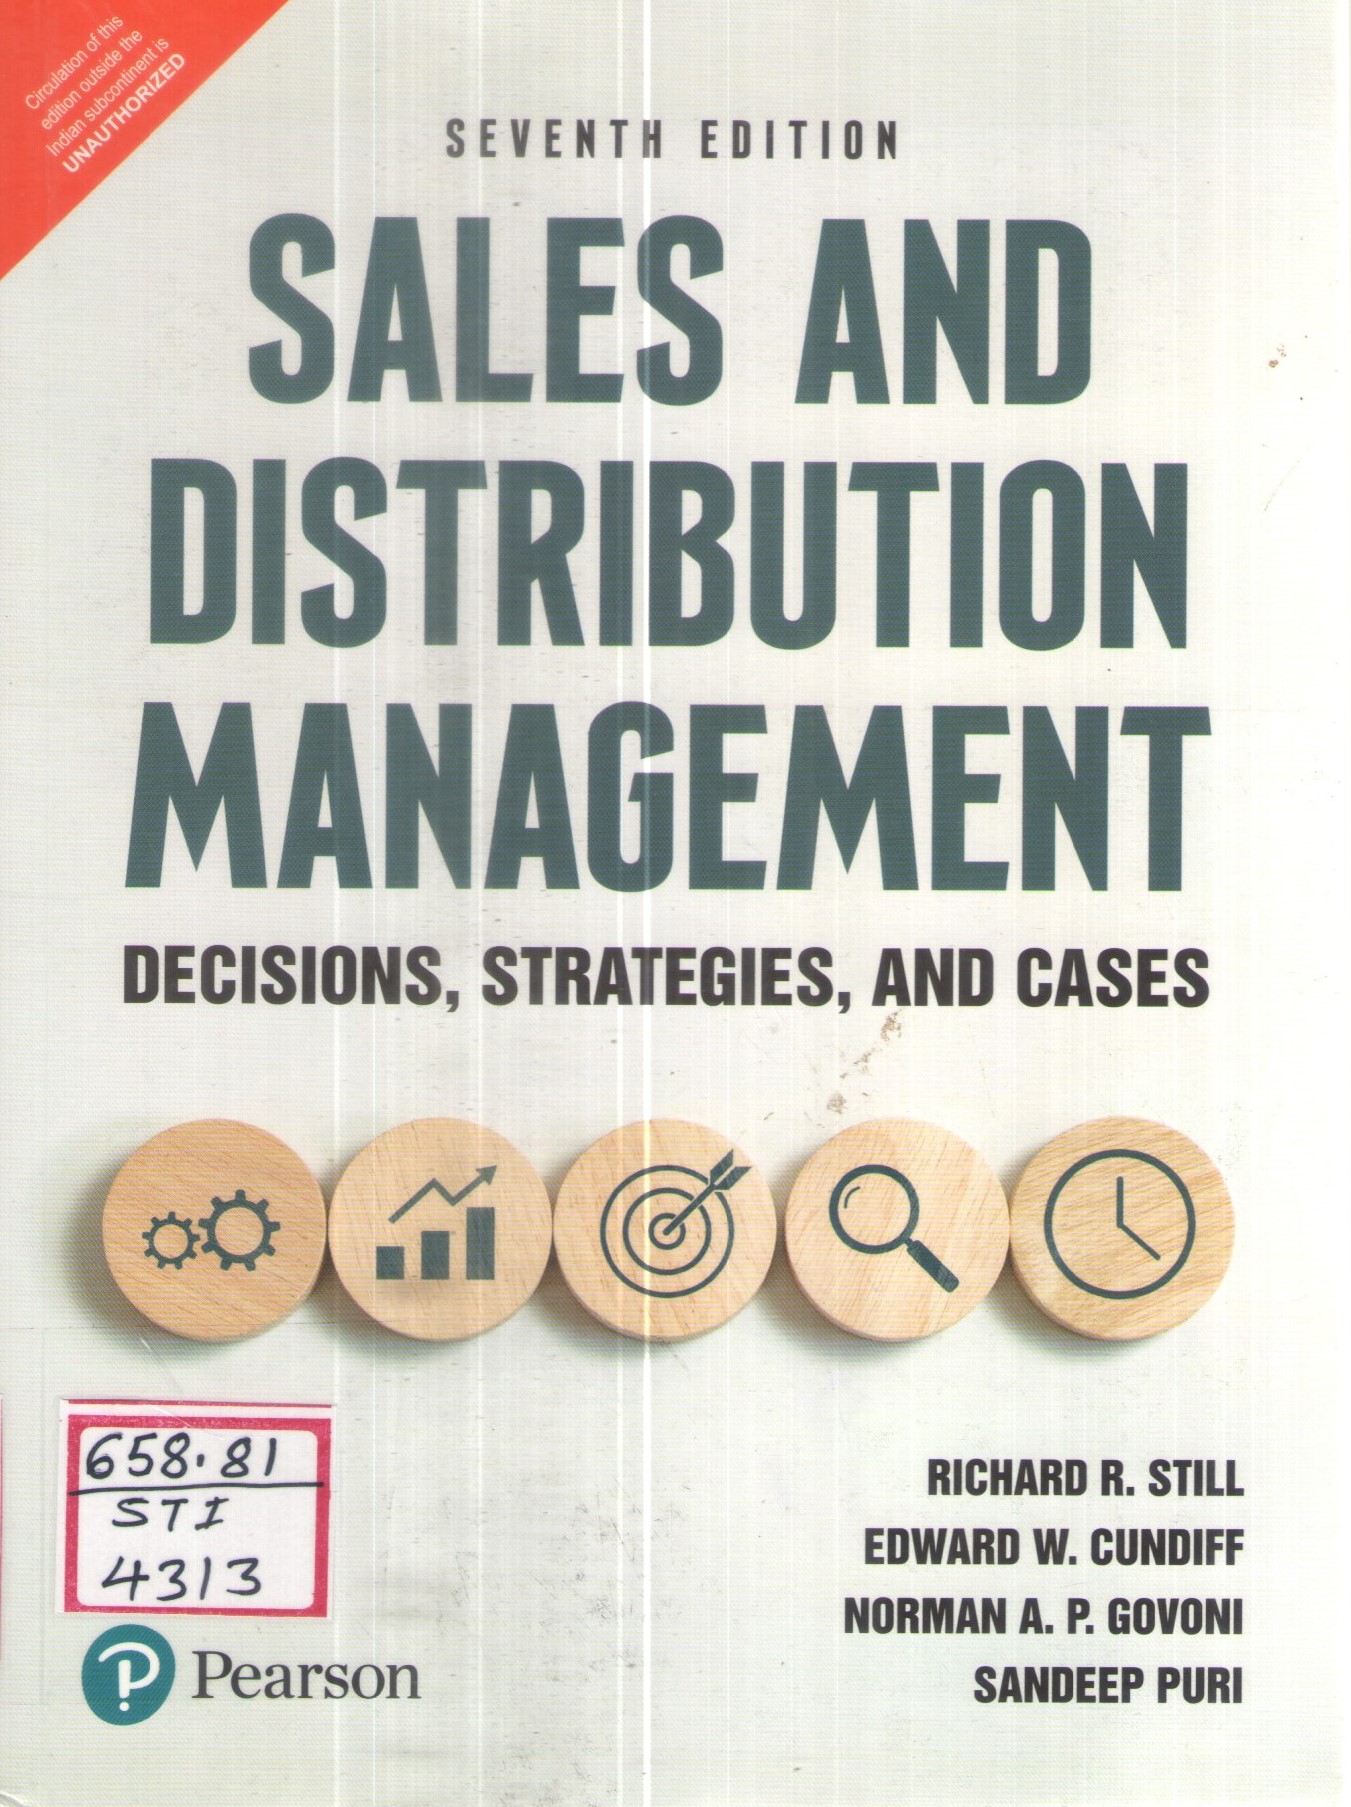 Circulation of this
edition outside the
Indian subcontinent is
UNAUTHORIZED
SEVENTH EDITION
SALES AND
DISTRIBUTION
MANAGEMENT
DECISIONS, STRATEGIES, AND CASES
658.81
STI
4313
RICHARD R. STILL
EDWARD W. CUNDIFF
NORMAN A. P. GOVONI
SANDEEP PURI
Pearson